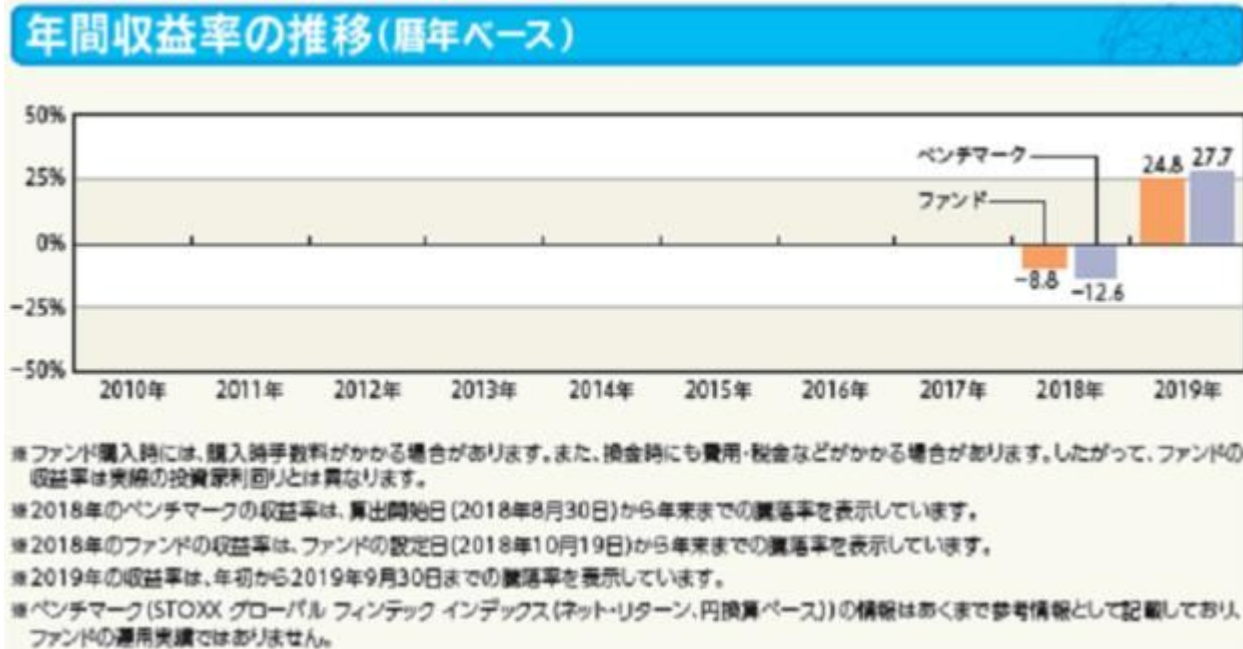 年間収益率の推移(暦年ベース)
50%
25%
0%
-25%
-50%
ベンチマーク
ファンド
-8.8
-12.6
24.8
27.7
2010年
2011年
2012年
2013年
2014年
2015年
2016年
2017年
2018年
2019年
※ファンド購入時には、購入時手数料がかかる場合があります。また、換金時にも費用・税金などがかかる場合があります。したがって、ファンドの
収益率は実際の投資家利回りとは異なります。
※2018年のベンチマークの収益率は、算出開始日(2018年8月30日)から年末までの騰落率を表示しています。
※2018年のファンドの収益率は、ファンドの設定日(2018年10月19日)から年末までの騰落率を表示しています。
※2019年の収益率は、年初から2019年9月30日までの騰落率を表示しています。
※ベンチマーク(STOXX グローバル フィンテック インデックス(ネット・リターン、円換算ベース))の情報はあくまで参考情報として記載しており、
ファンドの運用実績ではありません。